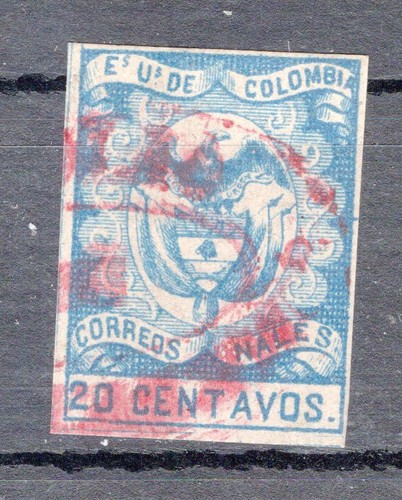 Es Us DE COLOMBIA
CORREOS NALES.
20 CENTAVOS.